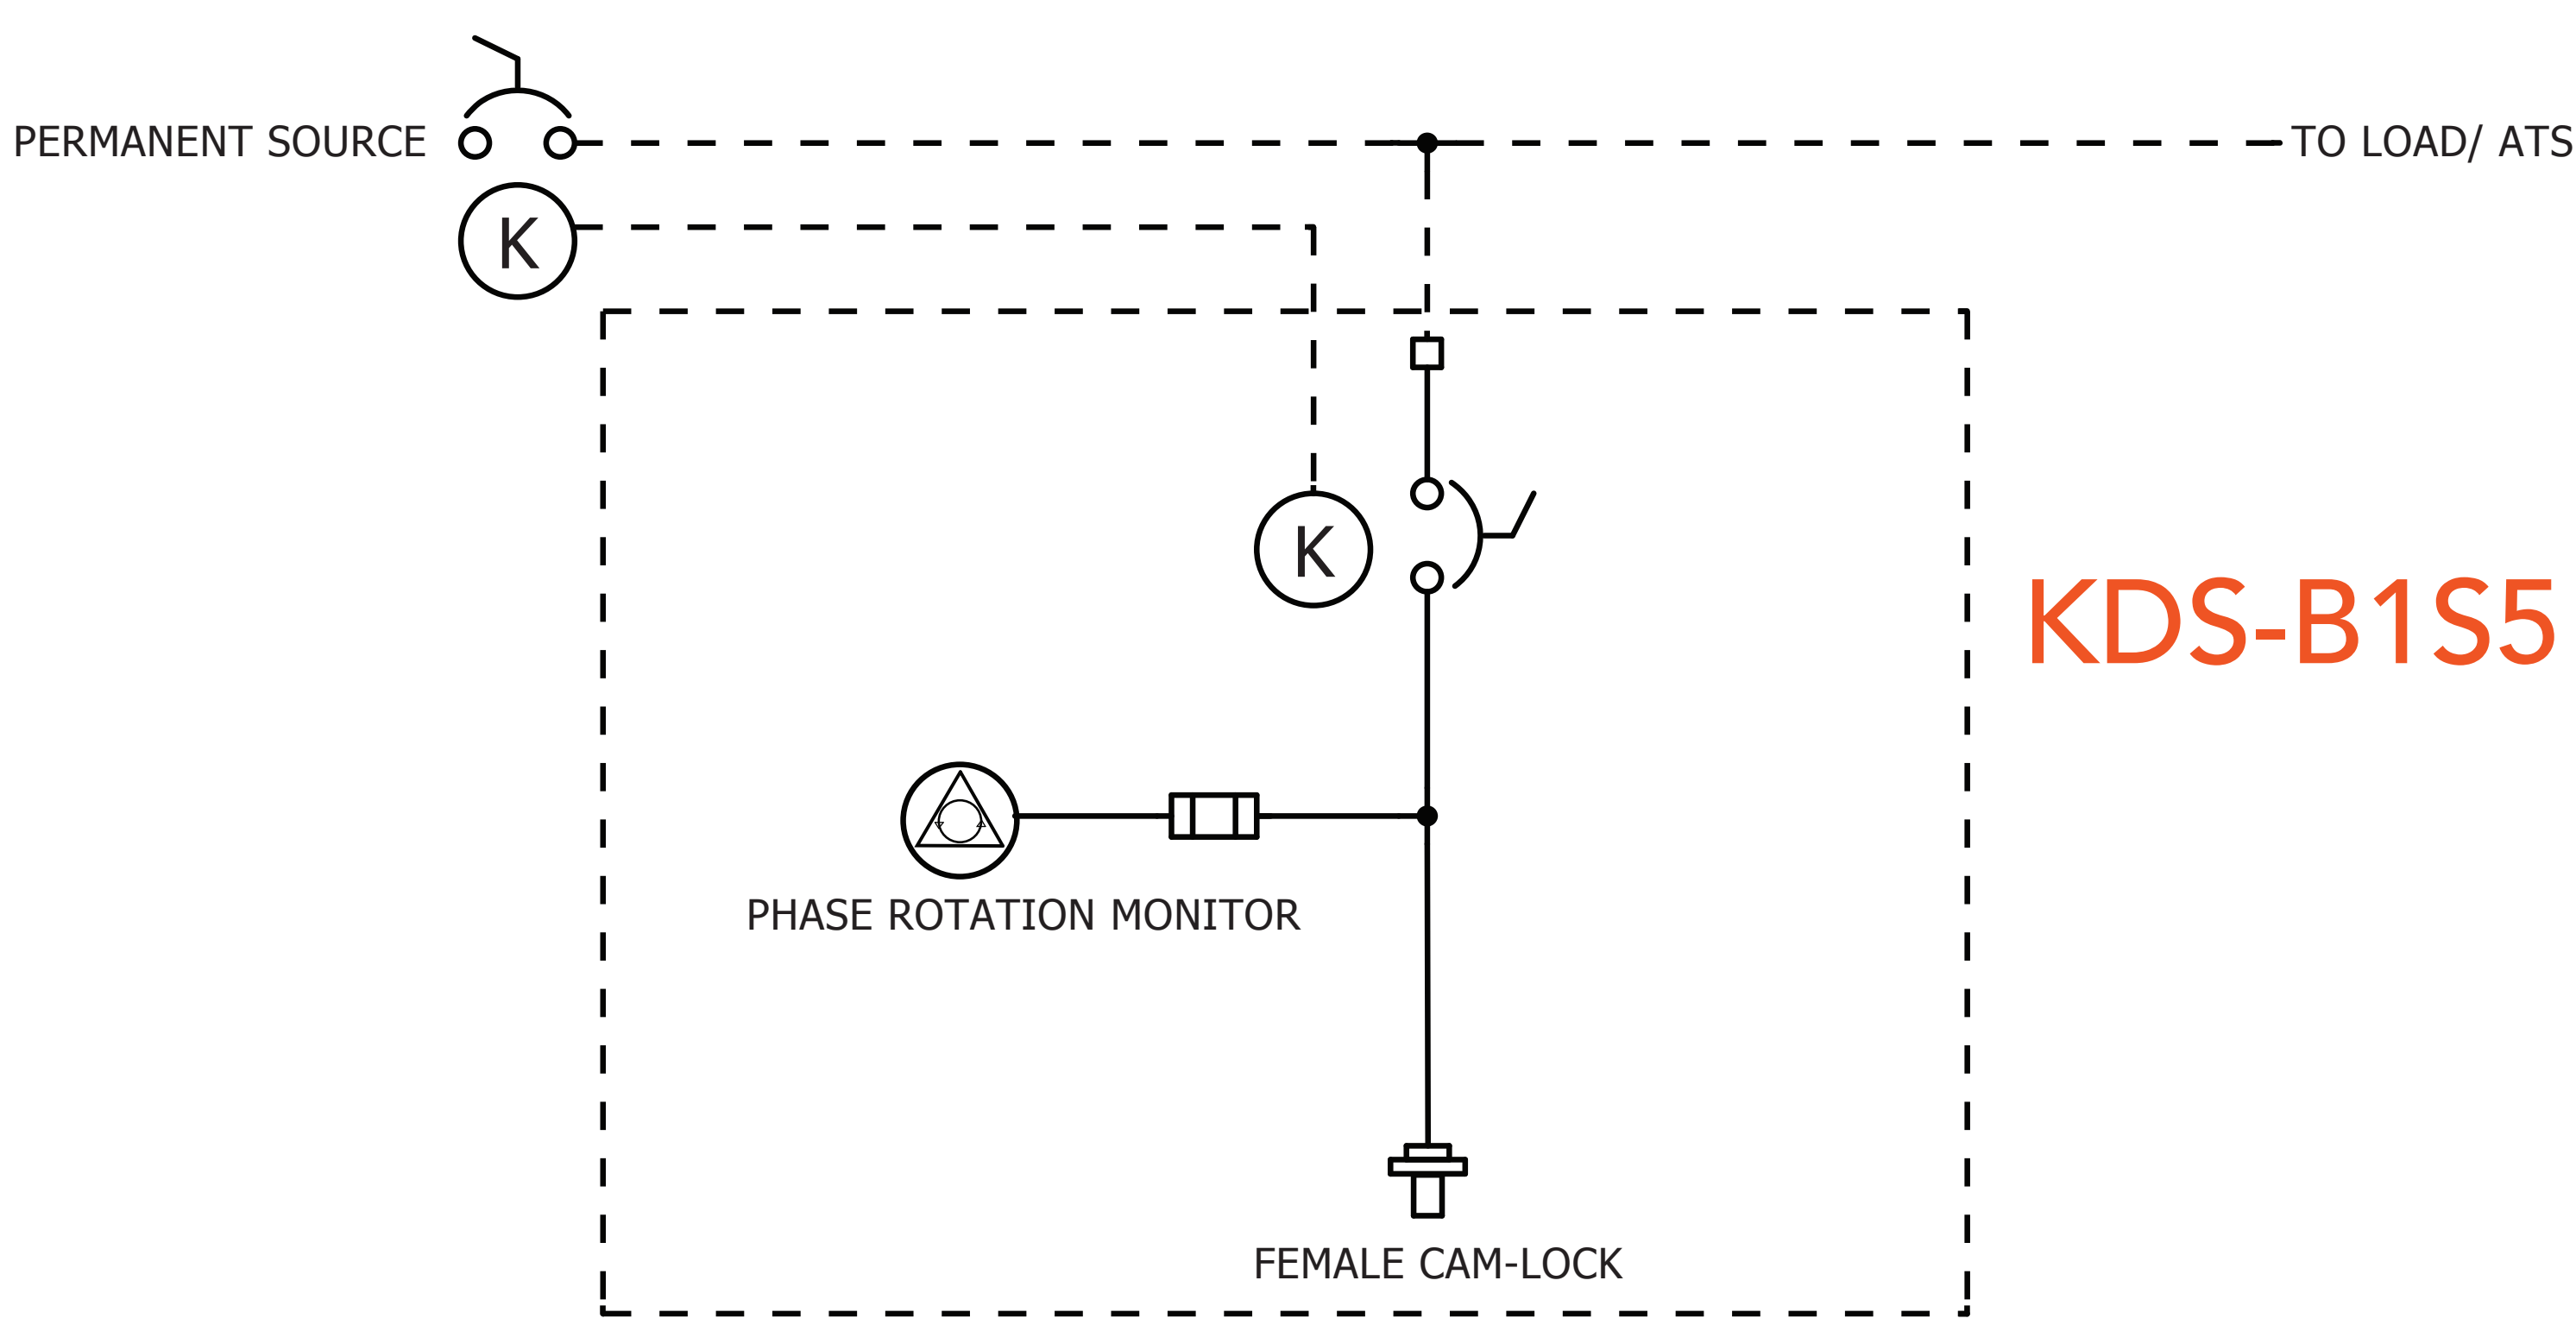 PERMANENT SOURCE
TO LOAD/ ATS
K
K
KDS-B1S5
PHASE ROTATION MONITOR
FEMALE CAM-LOCK